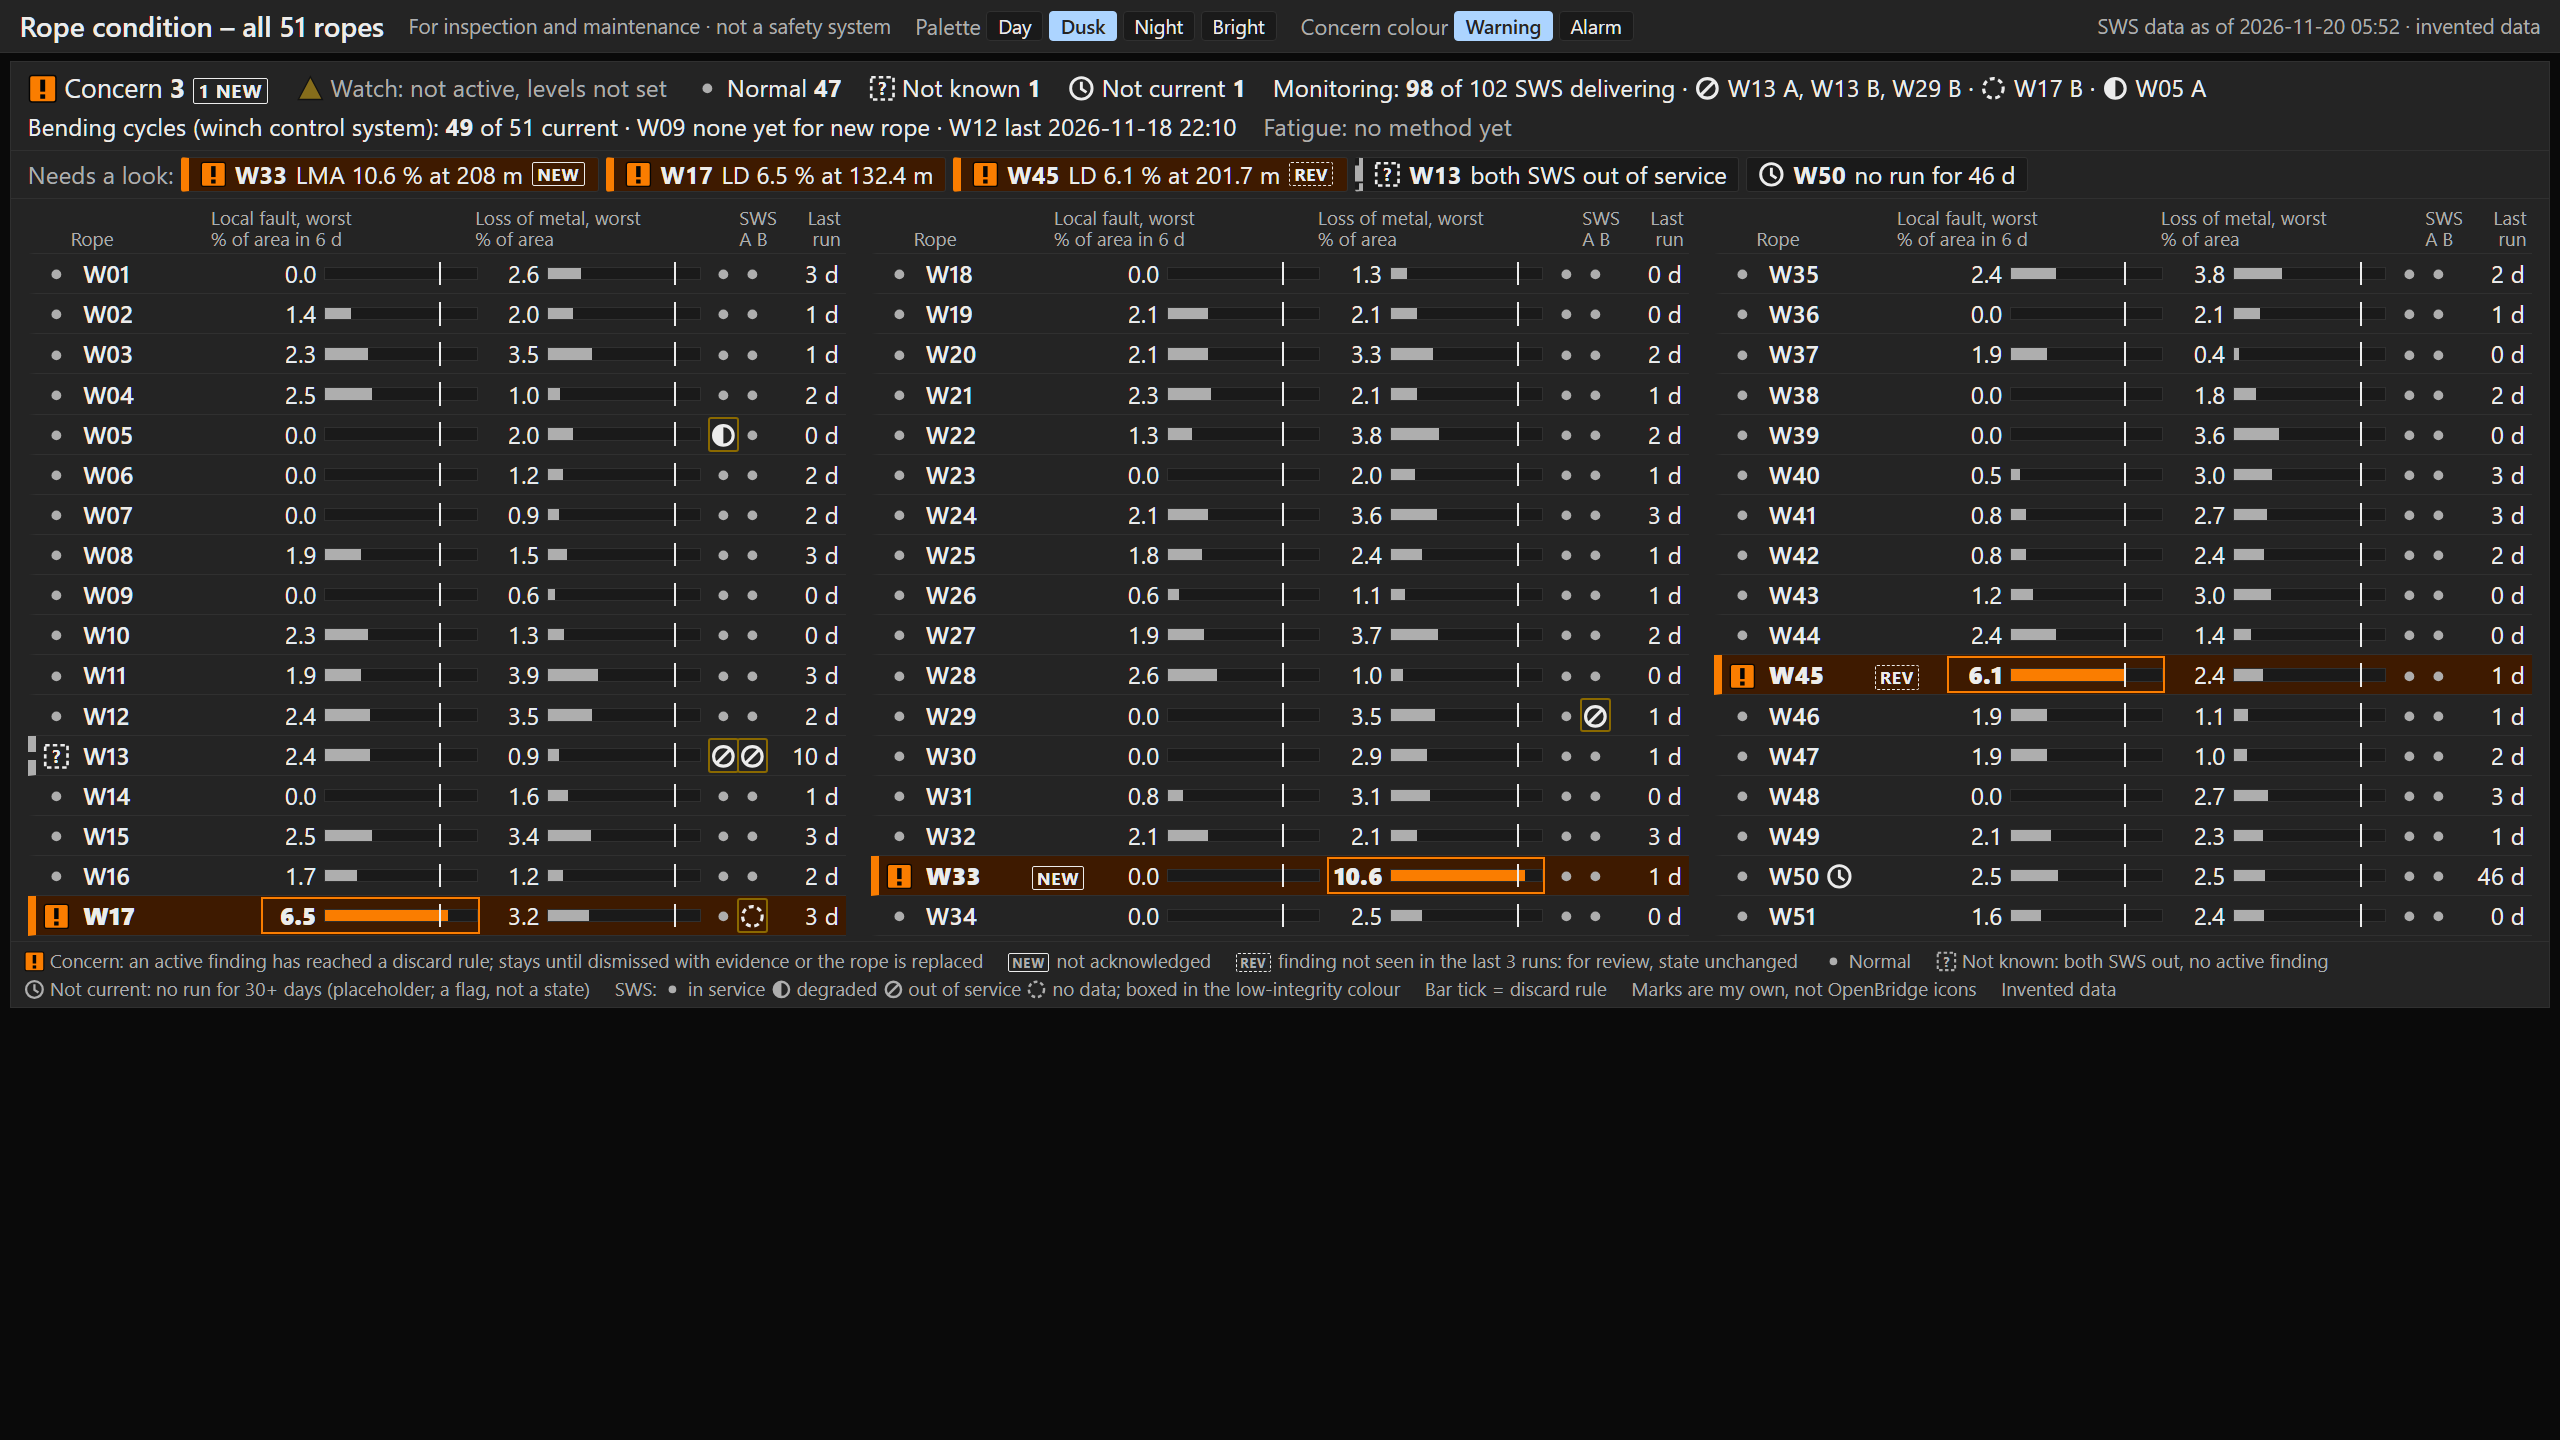 Rope condition – all 51 ropes For inspection and maintenance · not a safety system Palette Day Dusk Night Bright Concern colour Warning Alarm SWS data as of 2026-11-20 05:52 · invented data
! Concern 3 1 NEW Watch: not active, levels not set Normal 47 ? Not known 1 Not current 1 Monitoring: 98 of 102 SWS delivering · W13 A, W13 B, W29 B · W17 B · W05 A
Bending cycles (winch control system): 49 of 51 current · W09 none yet for new rope · W12 last 2026-11-18 22:10 Fatigue: no method yet
Needs a look: ! W33 LMA 10.6 % at 208 m NEW ! W17 LD 6.5 % at 132.4 m ! W45 LD 6.1 % at 201.7 m REV ? W13 both SWS out of service W50 no run for 46 d
Local fault, worst Loss of metal, worst SWS Last
Rope % of area in 6 d % of area A B run
W01 0.0 2.6 3 d
W02 1.4 2.0 1 d
W03 2.3 3.5 1 d
W04 2.5 1.0 2 d
W05 0.0 2.0 0 d
W06 0.0 1.2 2 d
W07 0.0 0.9 2 d
W08 1.9 1.5 3 d
W09 0.0 0.6 0 d
W10 2.3 1.3 0 d
W11 1.9 3.9 3 d
W12 2.4 3.5 2 d
? W13 2.4 0.9 10 d
W14 0.0 1.6 1 d
W15 2.5 3.4 3 d
W16 1.7 1.2 2 d
! W17 6.5 3.2 3 d
Local fault, worst Loss of metal, worst SWS Last
Rope % of area in 6 d % of area A B run
W18 0.0 1.3 0 d
W19 2.1 2.1 0 d
W20 2.1 3.3 2 d
W21 2.3 2.1 1 d
W22 1.3 3.8 2 d
W23 0.0 2.0 1 d
W24 2.1 3.6 3 d
W25 1.8 2.4 1 d
W26 0.6 1.1 1 d
W27 1.9 3.7 2 d
W28 2.6 1.0 0 d
W29 0.0 3.5 1 d
W30 0.0 2.9 1 d
W31 0.8 3.1 0 d
W32 2.1 2.1 3 d
! W33 NEW 0.0 10.6 1 d
W34 0.0 2.5 0 d
Local fault, worst Loss of metal, worst SWS Last
Rope % of area in 6 d % of area A B run
W35 2.4 3.8 2 d
W36 0.0 2.1 1 d
W37 1.9 0.4 0 d
W38 0.0 1.8 2 d
W39 0.0 3.6 0 d
W40 0.5 3.0 3 d
W41 0.8 2.7 3 d
W42 0.8 2.4 2 d
W43 1.2 3.0 0 d
W44 2.4 1.4 0 d
! W45 REV 6.1 2.4 1 d
W46 1.9 1.1 1 d
W47 1.9 1.0 2 d
W48 0.0 2.7 3 d
W49 2.1 2.3 1 d
W50 2.5 2.5 46 d
W51 1.6 2.4 0 d
! Concern: an active finding has reached a discard rule; stays until dismissed with evidence or the rope is replaced NEW not acknowledged REV finding not seen in the last 3 runs: for review, state unchanged Normal ? Not known: both SWS out, no active finding
Not current: no run for 30+ days (placeholder; a flag, not a state) SWS: in service degraded out of service no data; boxed in the low-integrity colour Bar tick = discard rule Marks are my own, not OpenBridge icons Invented data